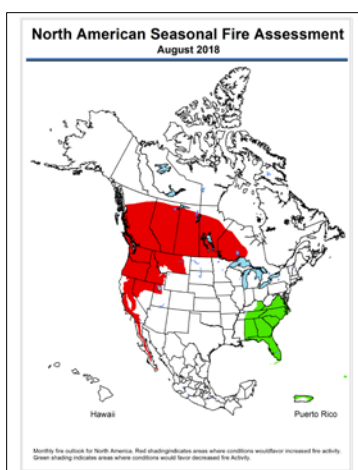 North American Seasonal Fire Assessment
August 2018
Hawaii
Puerto Rico
Monthly fire outlook for North America. Red shadingindicates areas where conditions wouldfavor increased fire activity.
Green shading indicates areas where conditions would favor decreased fire Activity.